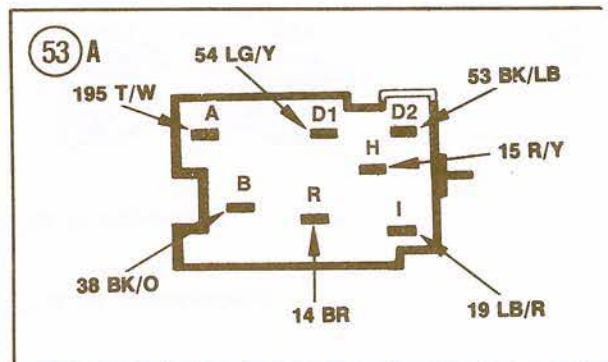 53 A
54 LG/Y
53 BK/LB
195 T/W
A
D1
D2
H
15 R/Y
B
R
I
38 BK/O
14 BR
19 LB/R